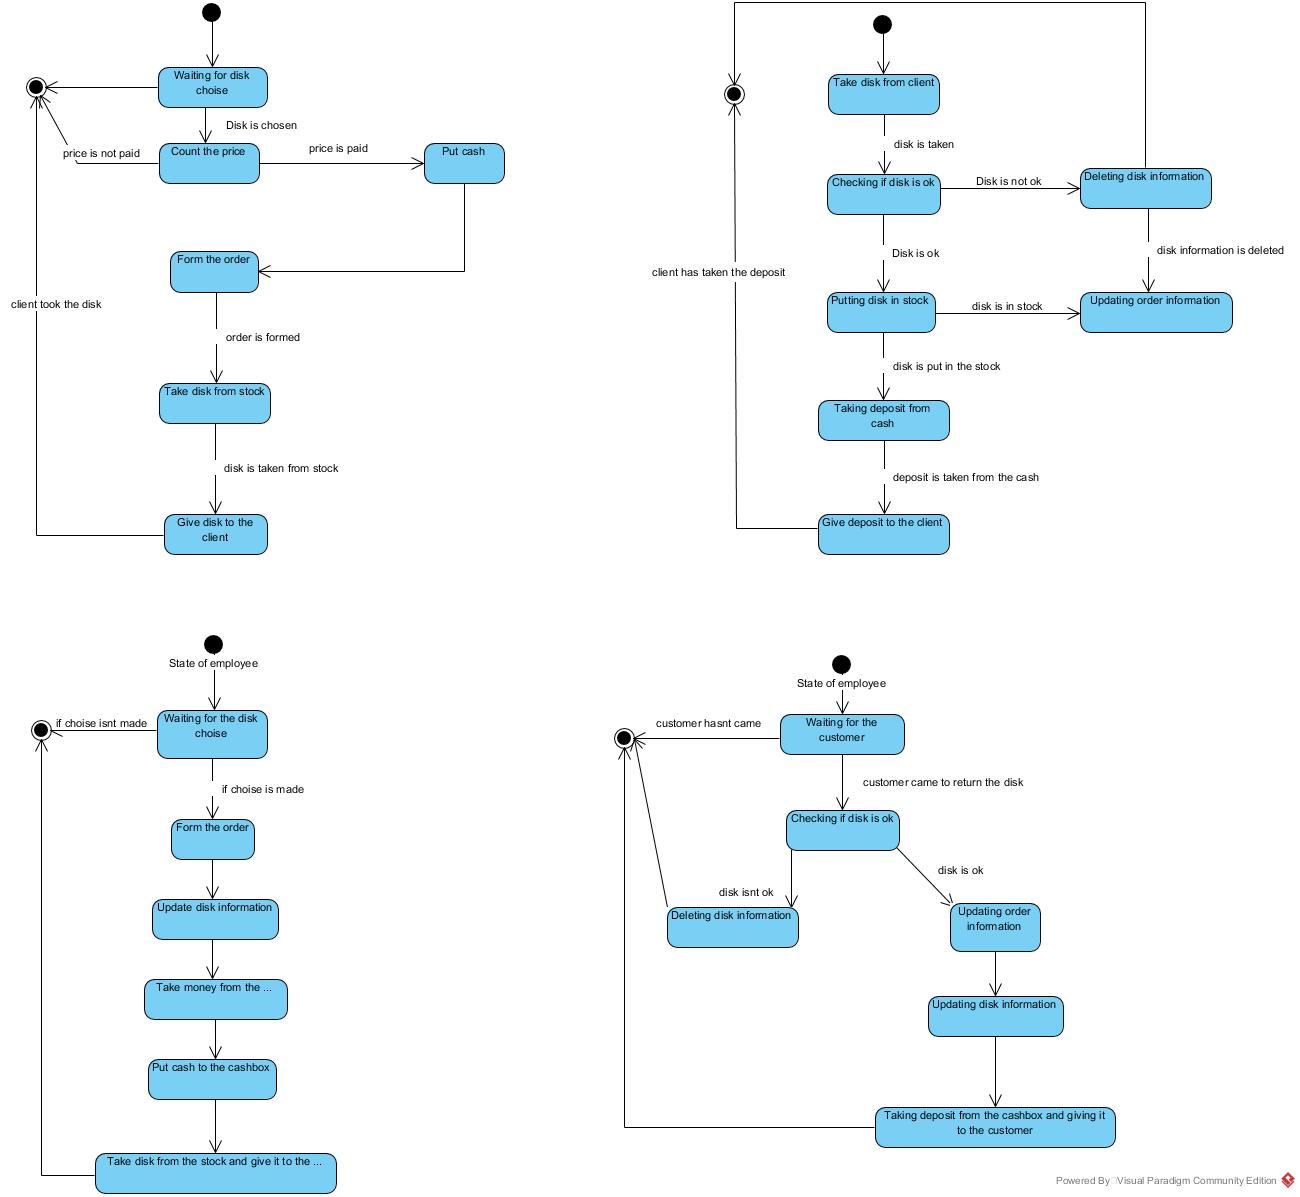 Waiting for disk
choise
Disk is chosen
price is not paid
Count the price
price is paid
Put cash
Form the order
client took the disk
order is formed
Take disk from stock
disk is taken from stock
Give disk to the
client
Take disk from client
disk is taken
Checking if disk is ok
Disk is not ok
Deleting disk information
Disk is ok
disk information is deleted
client has taken the deposit
Putting disk in stock
disk is in stock
Updating order information
disk is put in the stock
Taking deposit from
cash
deposit is taken from the cash
Give deposit to the client
State of employee
if choise isnt made
Waiting for the disk
choise
if choise is made
Form the order
Update disk information
Take money from the ...
Put cash to the cashbox
Take disk from the stock and give it to the ...
State of employee
customer hasnt came
Waiting for the
customer
customer came to return the disk
Checking if disk is ok
disk isnt ok
disk is ok
Deleting disk information
Updating order
information
Updating disk information
Taking deposit from the cashbox and giving it
to the customer
Powered By Visual Paradigm Community Edition